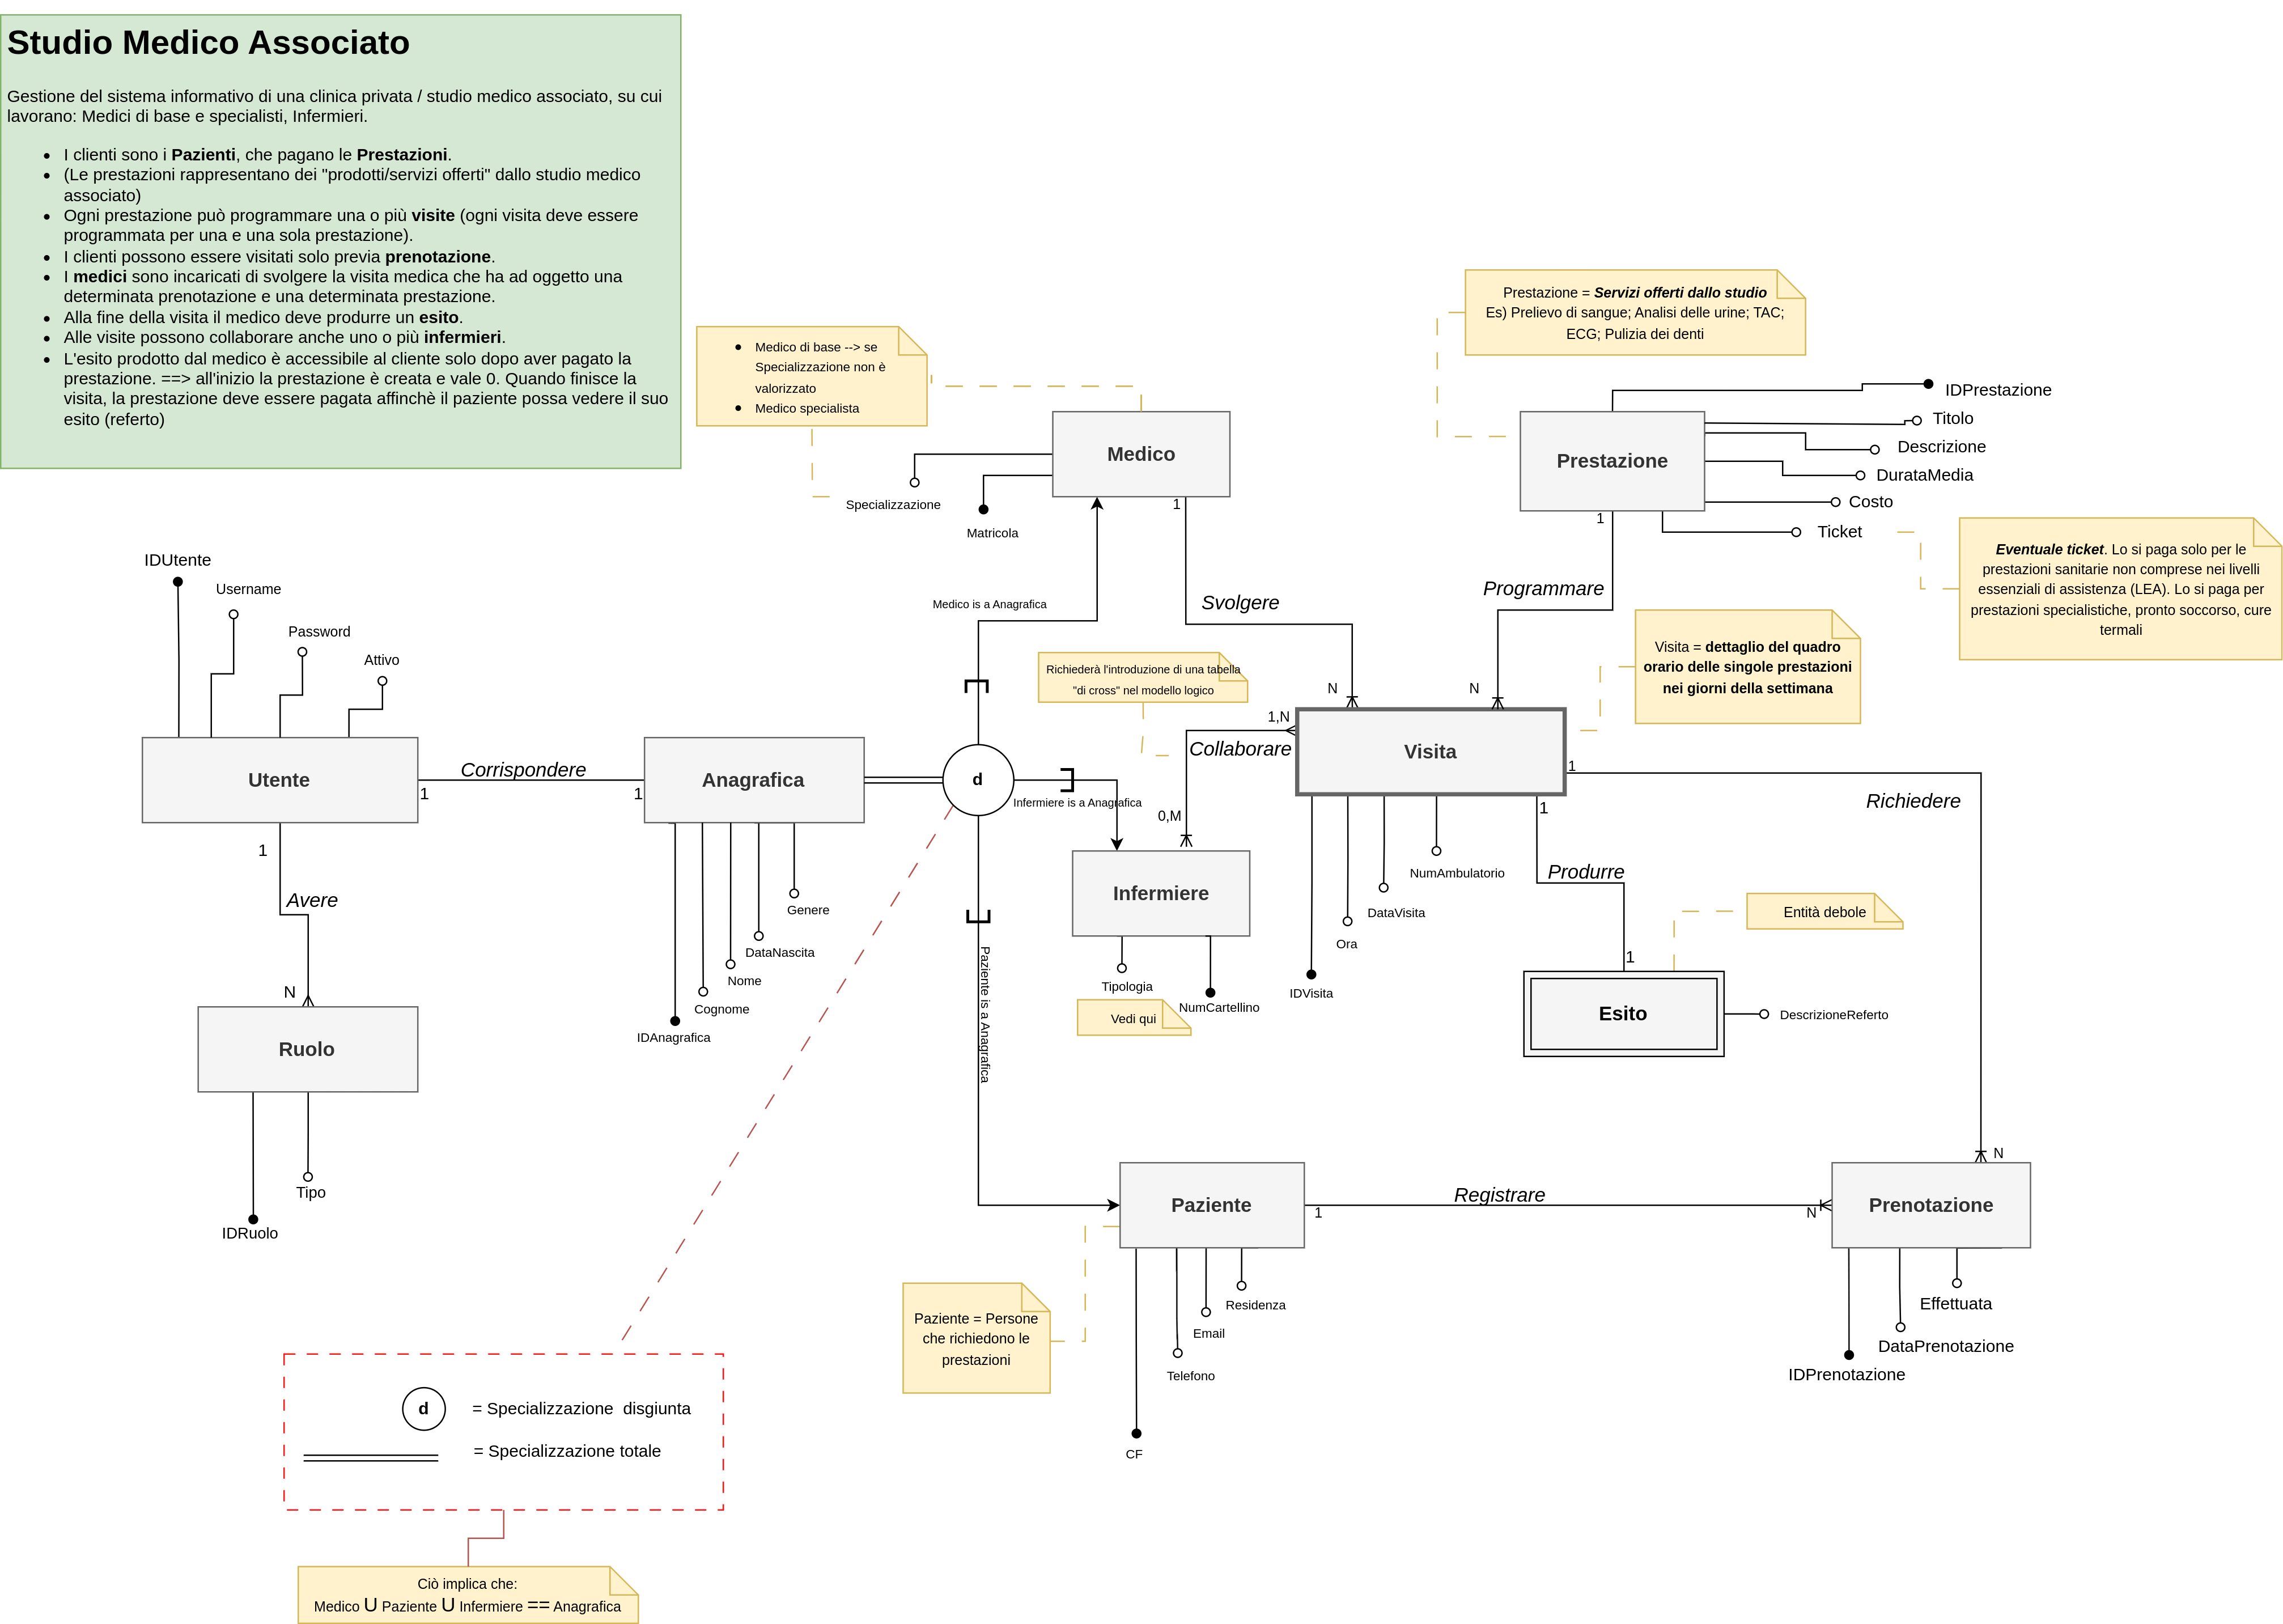 Studio Medico Associato
Gestione del sistema informativo di una clinica privata / studio medico associato, su cui
lavorano: Medici di base e specialisti, Infermieri.
• I clienti sono i Pazienti, che pagano le Prestazioni.
• (Le prestazioni rappresentano dei "prodotti/servizi offerti" dallo studio medico
associato)
• Ogni prestazione può programmare una o più visite (ogni visita deve essere
programmata per una e una sola prestazione).
• I clienti possono essere visitati solo previa prenotazione.
• I medici sono incaricati di svolgere la visita medica che ha ad oggetto una
determinata prenotazione e una determinata prestazione.
• Alla fine della visita il medico deve produrre un esito.
• Alle visite possono collaborare anche uno o più infermieri.
• L'esito prodotto dal medico è accessibile al cliente solo dopo aver pagato la
prestazione. ==> all'inizio la prestazione è creata e vale 0. Quando finisce la
visita, la prestazione deve essere pagata affinchè il paziente possa vedere il suo
esito (referto)
Prestazione = Servizi offerti dallo studio
Es) Prelievo di sangue; Analisi delle urine; TAC;
ECG; Pulizia dei denti
• Medico di base --> se
Specializzazione non è
valorizzato
• Medico specialista
Medico
Specializzazione
Matricola
1
Prestazione
IDPrestazione
Titolo
Descrizione
DurataMedia
Costo
Ticket
1
Eventuale ticket. Lo si paga solo per le
prestazioni sanitarie non comprese nei livelli
essenziali di assistenza (LEA). Lo si paga per
prestazioni specialistiche, pronto soccorso, cure
termali
IDUtente
Username
Password
Attivo
Medico is a Anagrafica
Svolgere
Programmare
Visita = dettaglio del quadro
orario delle singole prestazioni
nei giorni della settimana
Richiederà l'introduzione di una tabella
"di cross" nel modello logico
N
N
1,N
Collaborare
0,M
Visita
1
Richiedere
Utente
Corrispondere
1
1
Anagrafica
d
Infermiere is a Anagrafica
1
Avere
N
Ruolo
Tipo
IDRuolo
Genere
DataNascita
Nome
Cognome
IDAnagrafica
Paziente is a Anagrafica
Infermiere
Tipologia
NumCartellino
Vedi qui
NumAmbulatorio
DataVisita
Ora
IDVisita
1
Produrre
1
Entità debole
Esito
DescrizioneReferto
N
Paziente
1
Registrare
N
Prenotazione
Residenza
Email
Telefono
CF
Paziente = Persone
che richiedono le
prestazioni
Effettuata
DataPrenotazione
IDPrenotazione
d
= Specializzazione disgiunta
= Specializzazione totale
Ciò implica che:
Medico U Paziente U Infermiere == Anagrafica